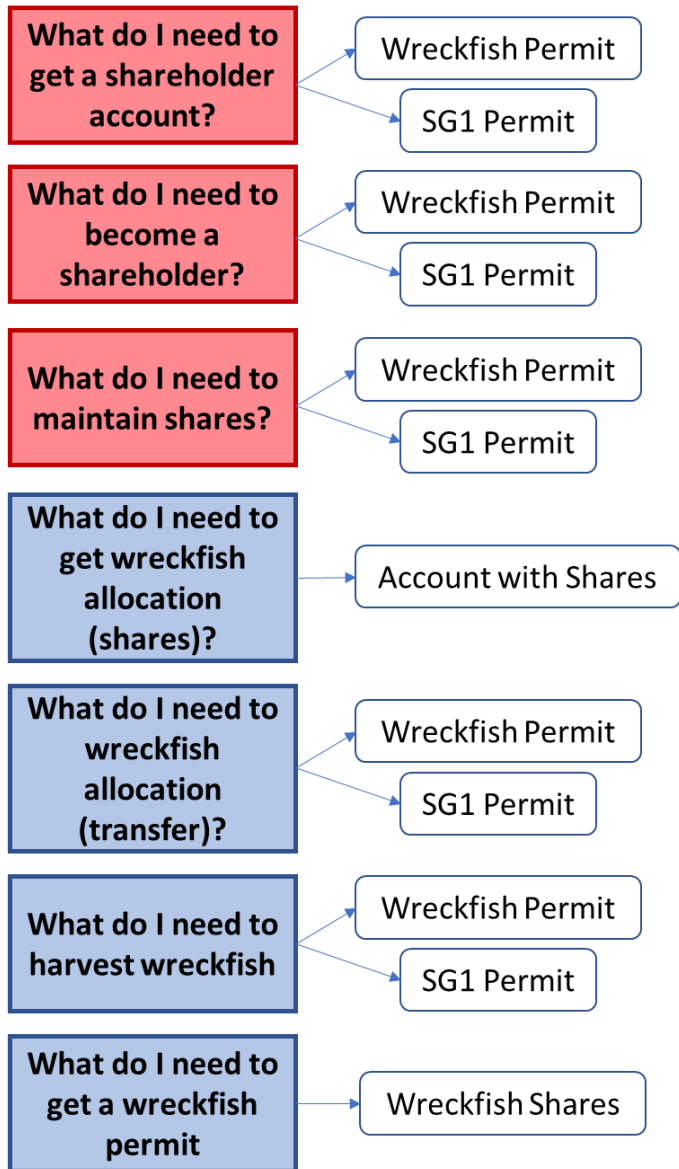 What do I need to
get a shareholder
account?
Wreckfish Permit
SG1 Permit
What do I need to
become a
shareholder?
Wreckfish Permit
SG1 Permit
What do I need to
maintain shares?
Wreckfish Permit
SG1 Permit
What do I need to
get wreckfish
allocation
(shares)?
Account with Shares
What do I need to
wreckfish
allocation
(transfer)?
Wreckfish Permit
SG1 Permit
What do I need to
harvest wreckfish
Wreckfish Permit
SG1 Permit
What do I need to
get a wreckfish
permit
Wreckfish Shares